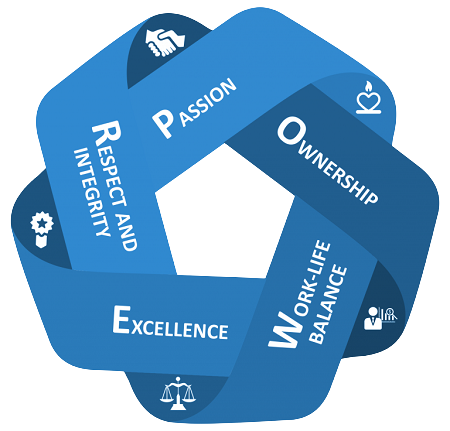 PASSION
OWNERSHIP
WORK-LIFE
BALANCE
EXCELLENCE
RESPECT AND
INTEGRITY